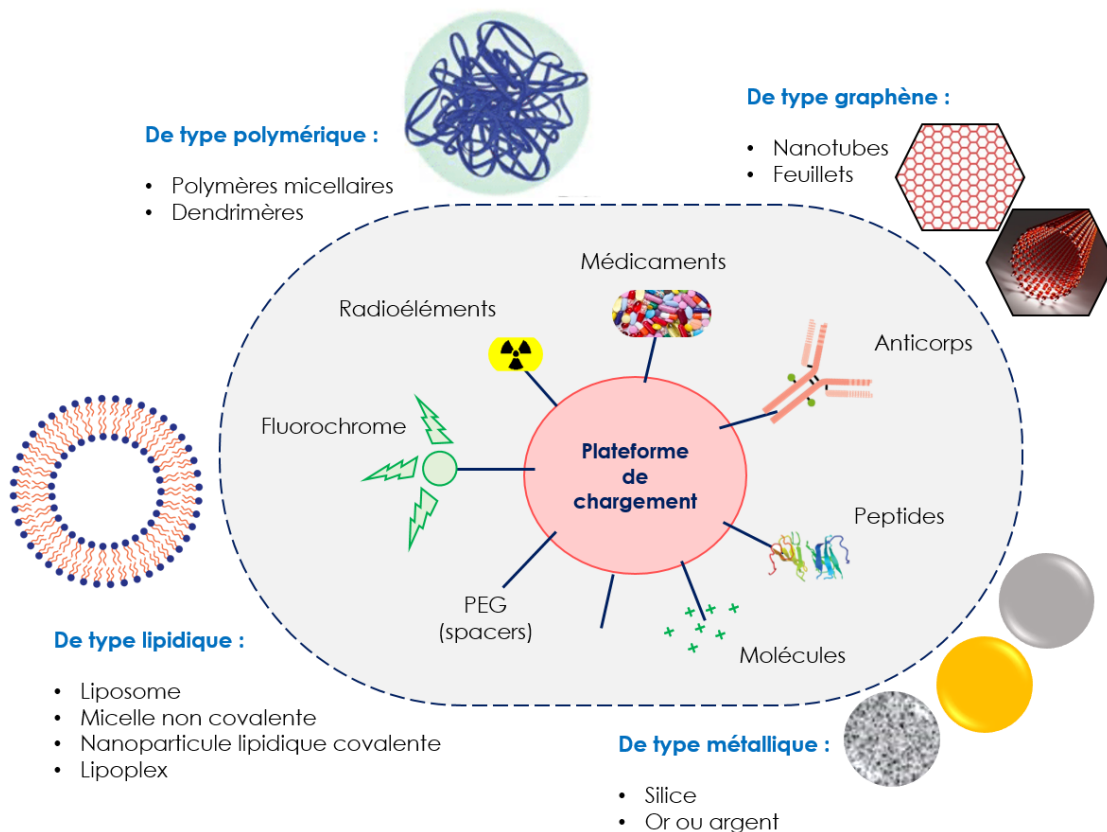 De type polymérique :
• Polymères micellaires
• Dendrimères
De type graphène :
• Nanotubes
• Feuillets
Médicaments
Radioéléments
Anticorps
Fluorochrome
Plateforme
de
chargement
Peptides
PEG
(spacers)
Molécules
De type lipidique :
• Liposome
• Micelle non covalente
• Nanoparticule lipidique covalente
• Lipoplex
De type métallique :
• Silice
• Or ou argent